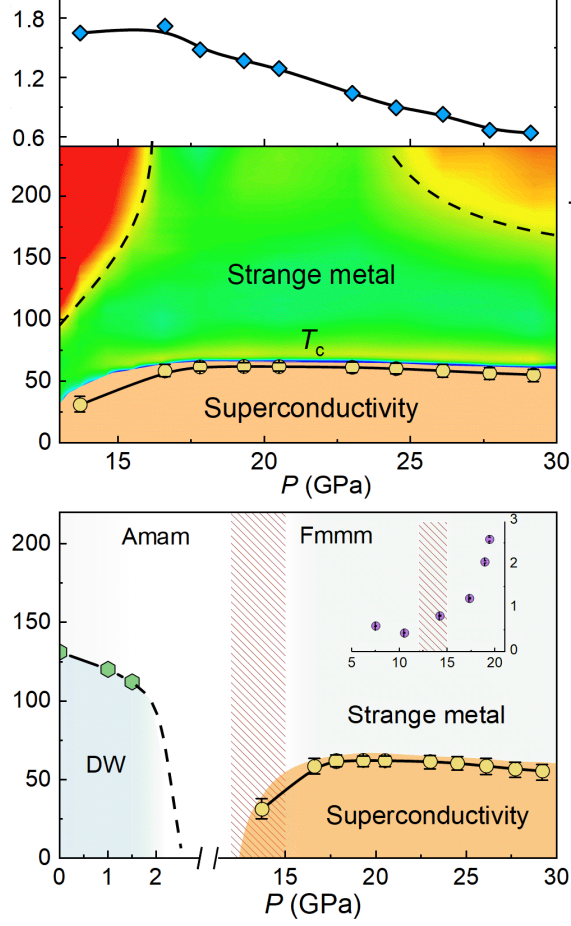 1.8
1.2
0.6
200
150
100
50
0
Strange metal
Tc
Superconductivity
15 20 25 30
P (GPa)
200
150
100
50
0
Amam Fmmm
3
2
1
0
5 10 15 20
Strange metal
DW
Superconductivity
0 1 2 15 20 25 30
P (GPa)